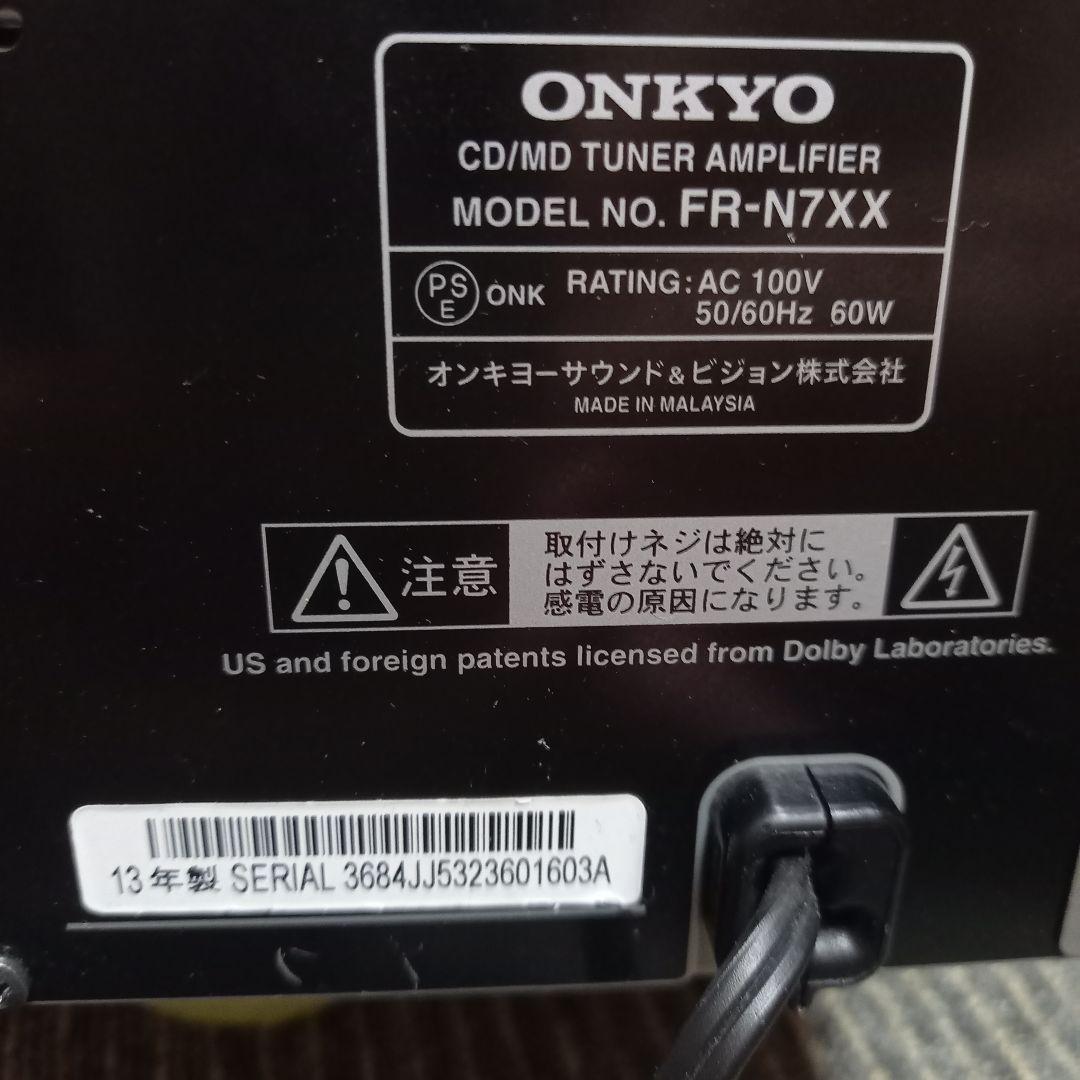 ONKYO
CD/MD TUNER AMPLIFIER
MODEL NO. FR-N7XX
PSE ONK RATING: AC 100V
50/60Hz 60W
オンキヨーサウンド&ビジョン株式会社
MADE IN MALAYSIA
注意
取付けネジは絶対に
はずさないでください。
感電の原因になります。
US and foreign patents licensed from Dolby Laboratories.
13年製 SERIAL 3684JJ5323601603A